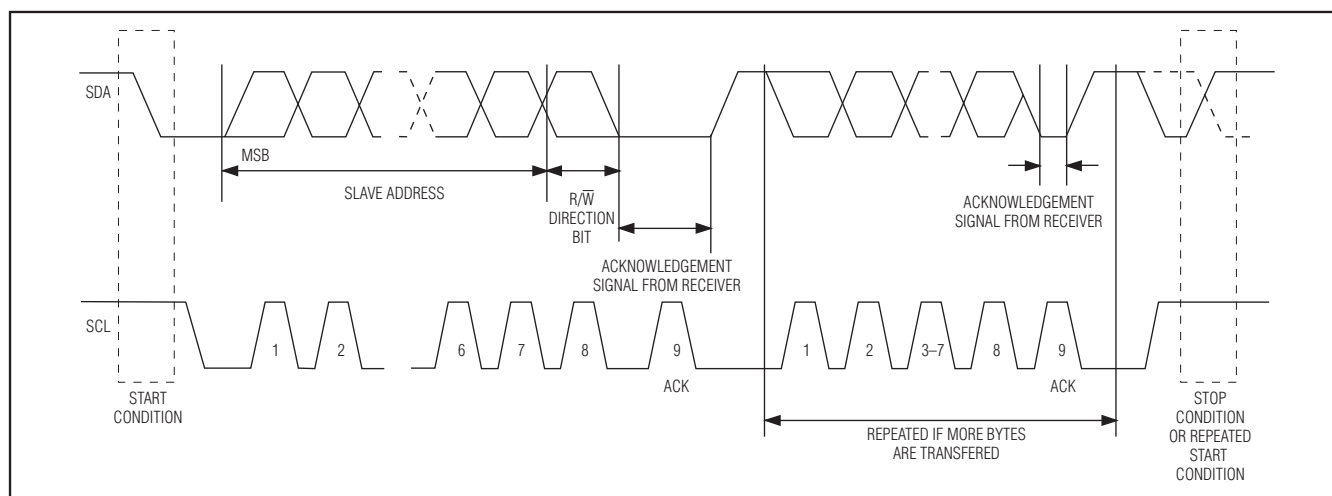 SDA
MSB
SLAVE ADDRESS
R/W̅
DIRECTION
BIT
ACKNOWLEDGEMENT
SIGNAL FROM RECEIVER
ACKNOWLEDGEMENT
SIGNAL FROM RECEIVER
SCL
1
2
6
7
8
9
1
2
3–7
8
9
ACK
ACK
START
CONDITION
REPEATED IF MORE BYTES
ARE TRANSFERED
STOP
CONDITION
OR REPEATED
START
CONDITION